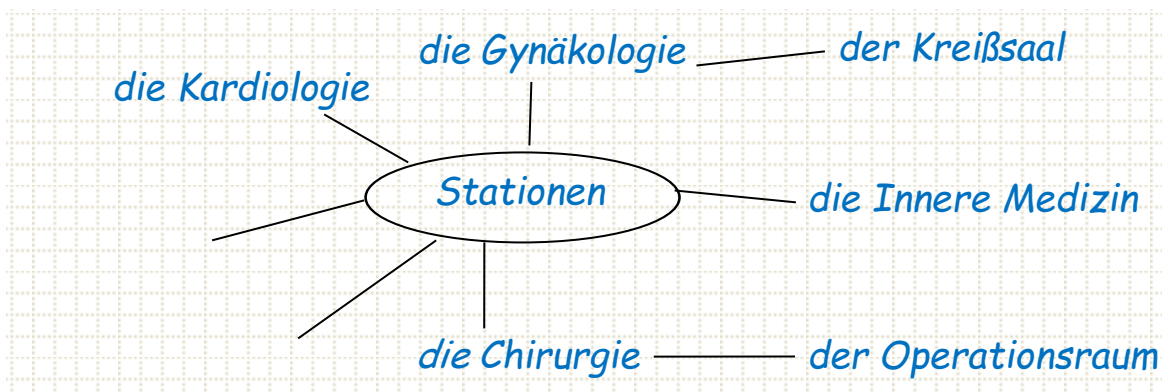 die Gynäkologie
der Kreißsaal
die Kardiologie
Stationen
die Innere Medizin
die Chirurgie
der Operationsraum